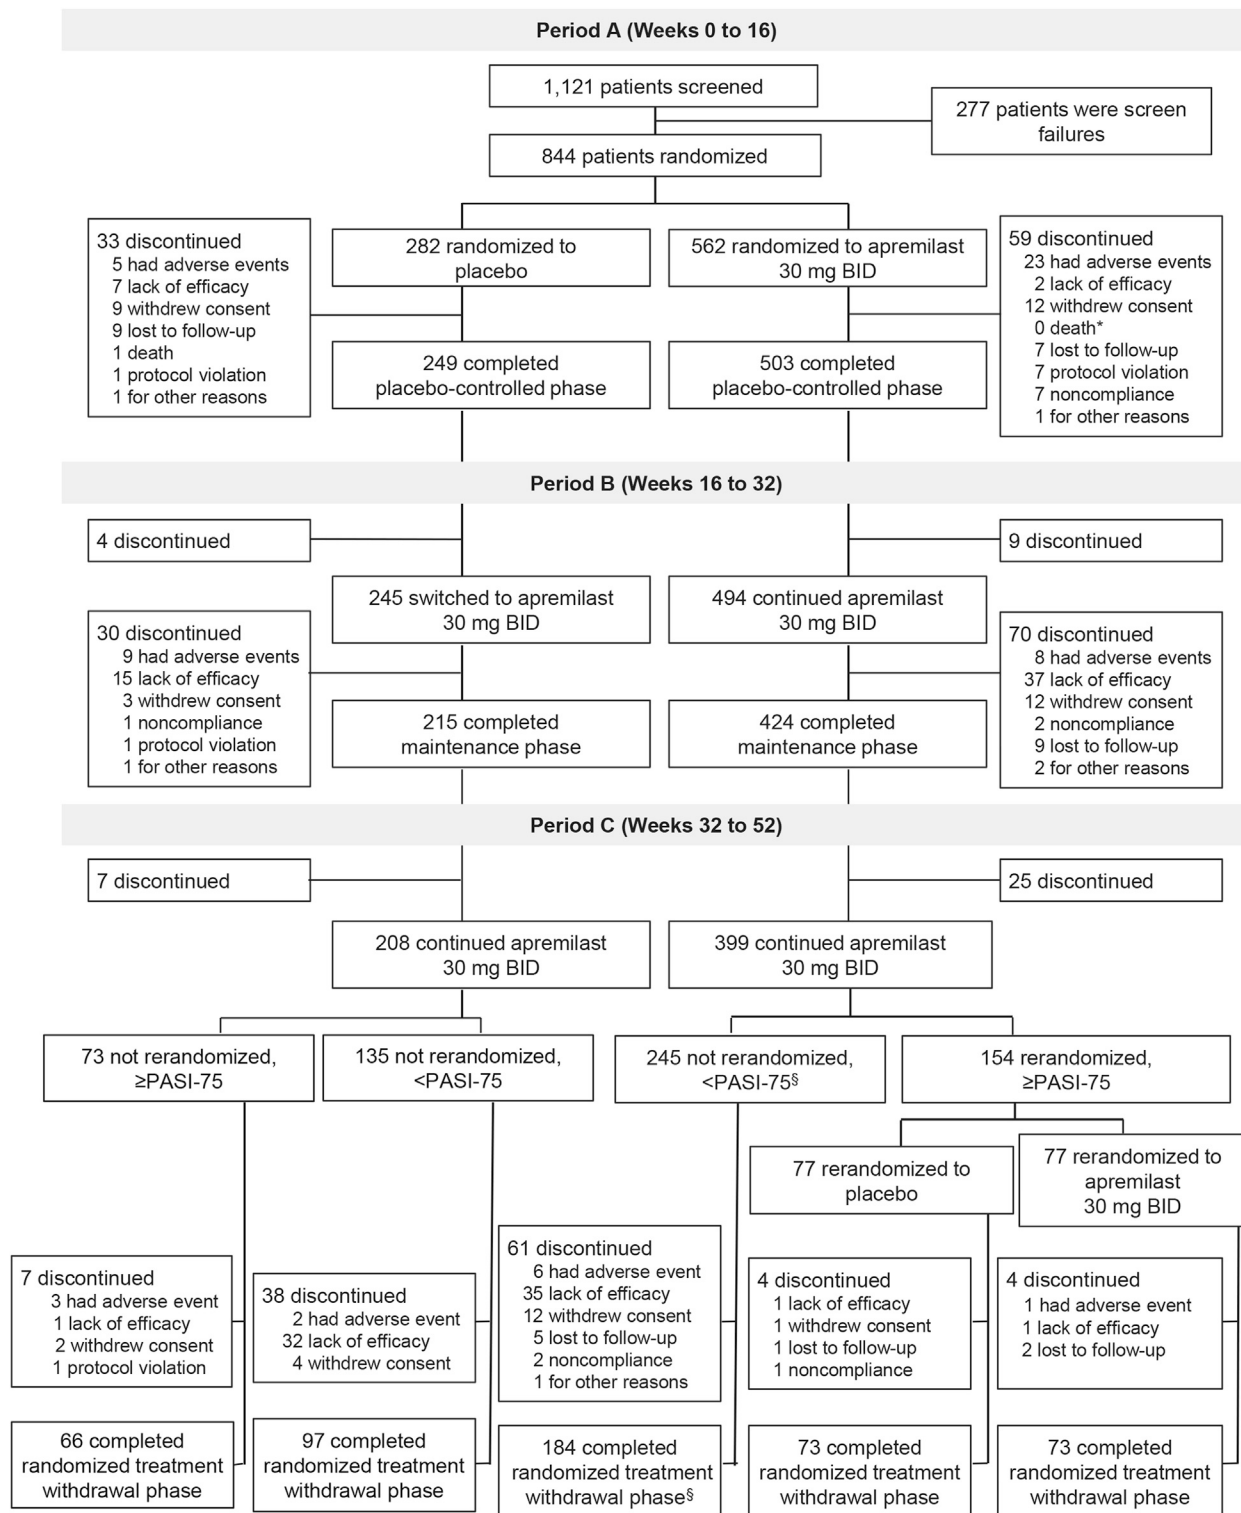 Period A (Weeks 0 to 16)
1,121 patients screened
277 patients were screen
failures
844 patients randomized
33 discontinued
5 had adverse events
7 lack of efficacy
9 withdrew consent
9 lost to follow-up
1 death
1 protocol violation
1 for other reasons
282 randomized to
placebo
562 randomized to apremilast
30 mg BID
59 discontinued
23 had adverse events
2 lack of efficacy
12 withdrew consent
0 death*
7 lost to follow-up
7 protocol violation
7 noncompliance
1 for other reasons
249 completed
placebo-controlled phase
503 completed
placebo-controlled phase
Period B (Weeks 16 to 32)
4 discontinued
9 discontinued
245 switched to apremilast
30 mg BID
494 continued apremilast
30 mg BID
30 discontinued
9 had adverse events
15 lack of efficacy
3 withdrew consent
1 noncompliance
1 protocol violation
1 for other reasons
70 discontinued
8 had adverse events
37 lack of efficacy
12 withdrew consent
2 noncompliance
9 lost to follow-up
2 for other reasons
215 completed
maintenance phase
424 completed
maintenance phase
Period C (Weeks 32 to 52)
7 discontinued
25 discontinued
208 continued apremilast
30 mg BID
399 continued apremilast
30 mg BID
73 not rerandomized,
≥PASI-75
135 not rerandomized,
<PASI-75
245 not rerandomized,
<PASI-75§
154 rerandomized,
≥PASI-75
77 rerandomized to
placebo
77 rerandomized to
apremilast
30 mg BID
7 discontinued
3 had adverse event
1 lack of efficacy
2 withdrew consent
1 protocol violation
38 discontinued
2 had adverse event
32 lack of efficacy
4 withdrew consent
61 discontinued
6 had adverse event
35 lack of efficacy
12 withdrew consent
5 lost to follow-up
2 noncompliance
1 for other reasons
4 discontinued
1 lack of efficacy
1 withdrew consent
1 lost to follow-up
1 noncompliance
4 discontinued
1 had adverse event
1 lack of efficacy
2 lost to follow-up
66 completed
randomized treatment
withdrawal phase
97 completed
randomized treatment
withdrawal phase
184 completed
randomized treatment
withdrawal phase§
73 completed
randomized treatment
withdrawal phase
73 completed
randomized treatment
withdrawal phase